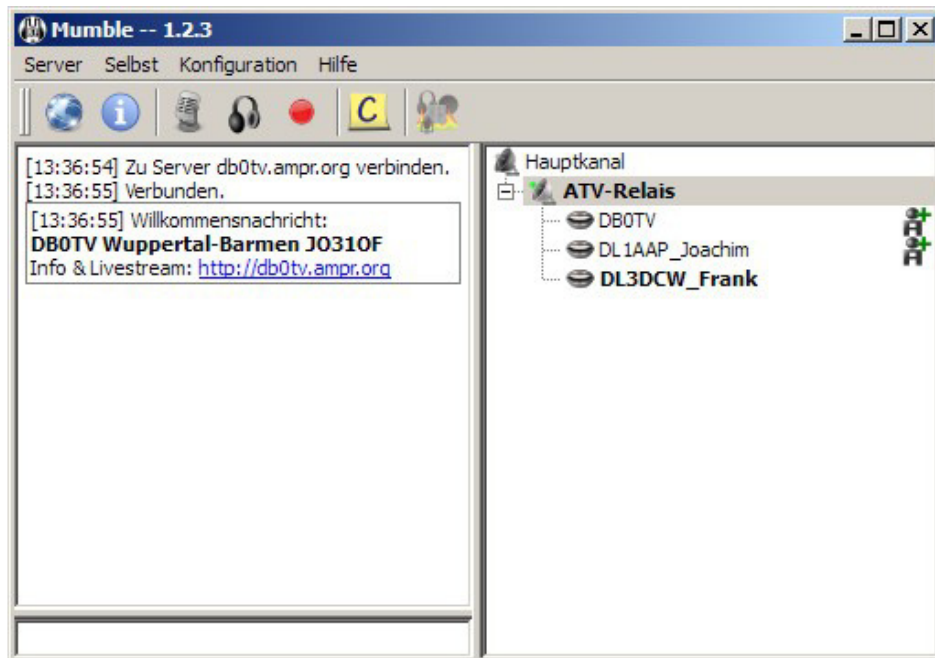 Mumble -- 1.2.3
Server Selbst Konfiguration Hilfe
C
[13:36:54] Zu Server db0tv.ampr.org verbinden.
[13:36:55] Verbunden.
[13:36:55] Willkommensnachricht:
DB0TV Wuppertal-Barmen JO31OF
Info & Livestream: http://db0tv.ampr.org
Hauptkanal
ATV-Relais
DB0TV
DL1AAP_Joachim
DL3DCW_Frank